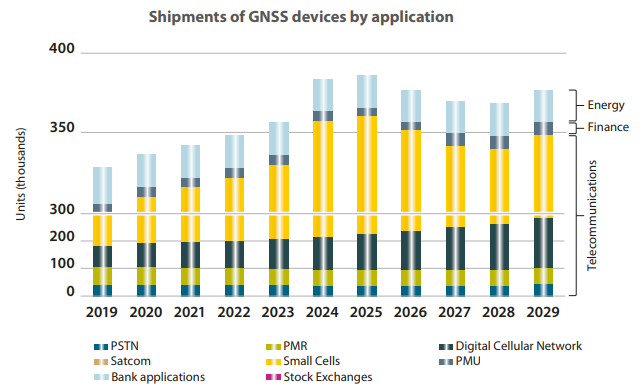 Shipments of GNSS devices by application
Units (thousands)
400
350
300
200
100
0
2019 2020 2021 2022 2023 2024 2025 2026 2027 2028 2029
Energy
Finance
Telecommunications
PSTN PMR Digital Cellular Network
Satcom Small Cells PMU
Bank applications Stock Exchanges